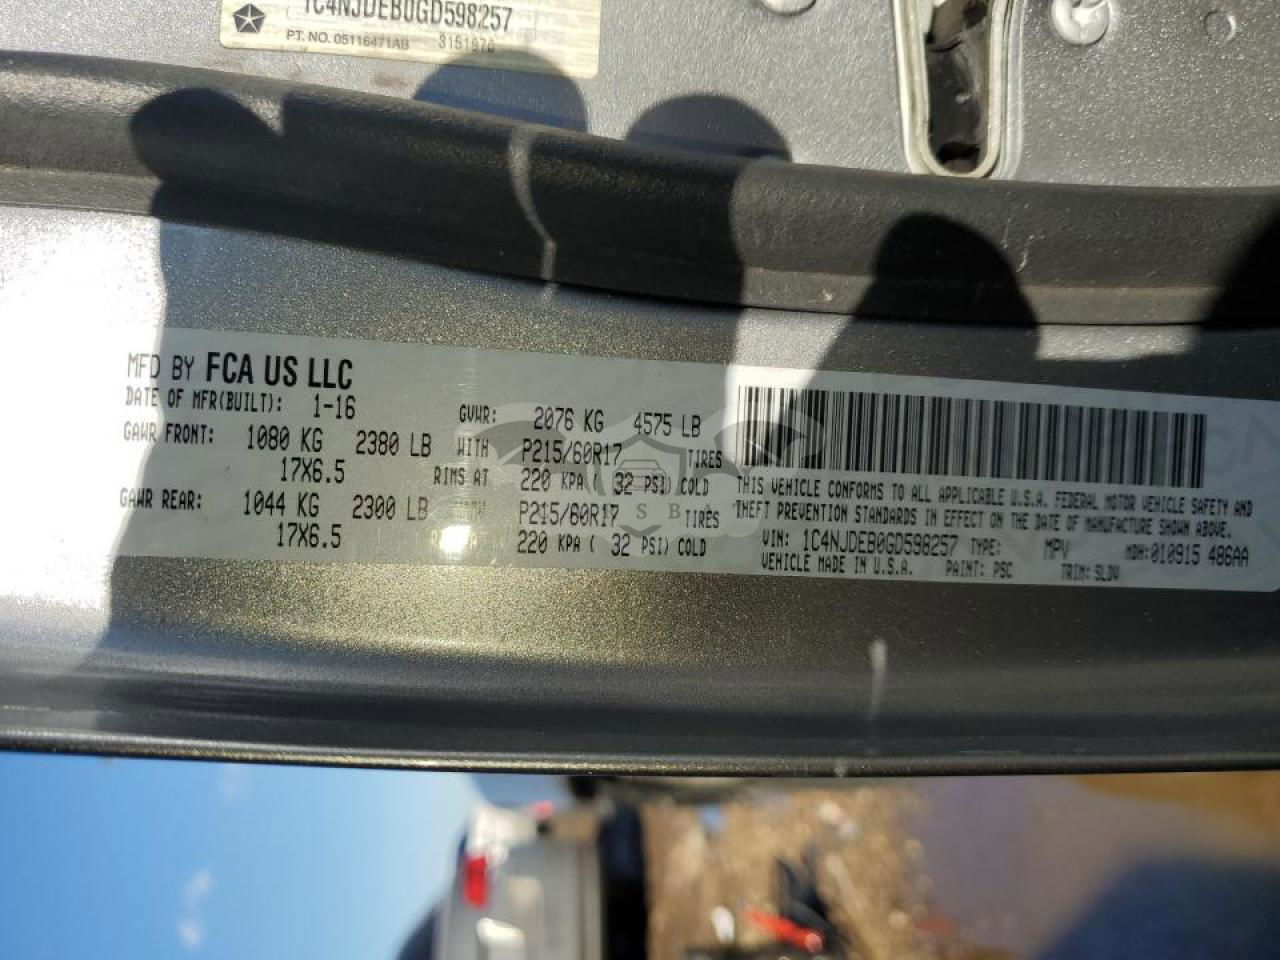 1C4NJDEB0GD598257
PT. NO. 05116471AB 3151970
MFD BY FCA US LLC
DATE OF MFR(BUILT): 1-16 GVWR: 2076 KG 4575 LB
GAWR FRONT: 1080 KG 2380 LB WITH P215/60R17 TIRES
17X6.5 RIMS AT 220 KPA ( 32 PSI) COLD
GAWR REAR: 1044 KG 2300 LB P215/60R17 TIRES
17X6.5 220 KPA ( 32 PSI) COLD
THIS VEHICLE CONFORMS TO ALL APPLICABLE U.S.A. FEDERAL MOTOR VEHICLE SAFETY AND
THEFT PREVENTION STANDARDS IN EFFECT ON THE DATE OF MANUFACTURE SHOWN ABOVE.
VIN: 1C4NJDEB0GD598257 TYPE: MPV MDH:010915 486AA
VEHICLE MADE IN U.S.A. PAINT: PSC TRIM: SLDV